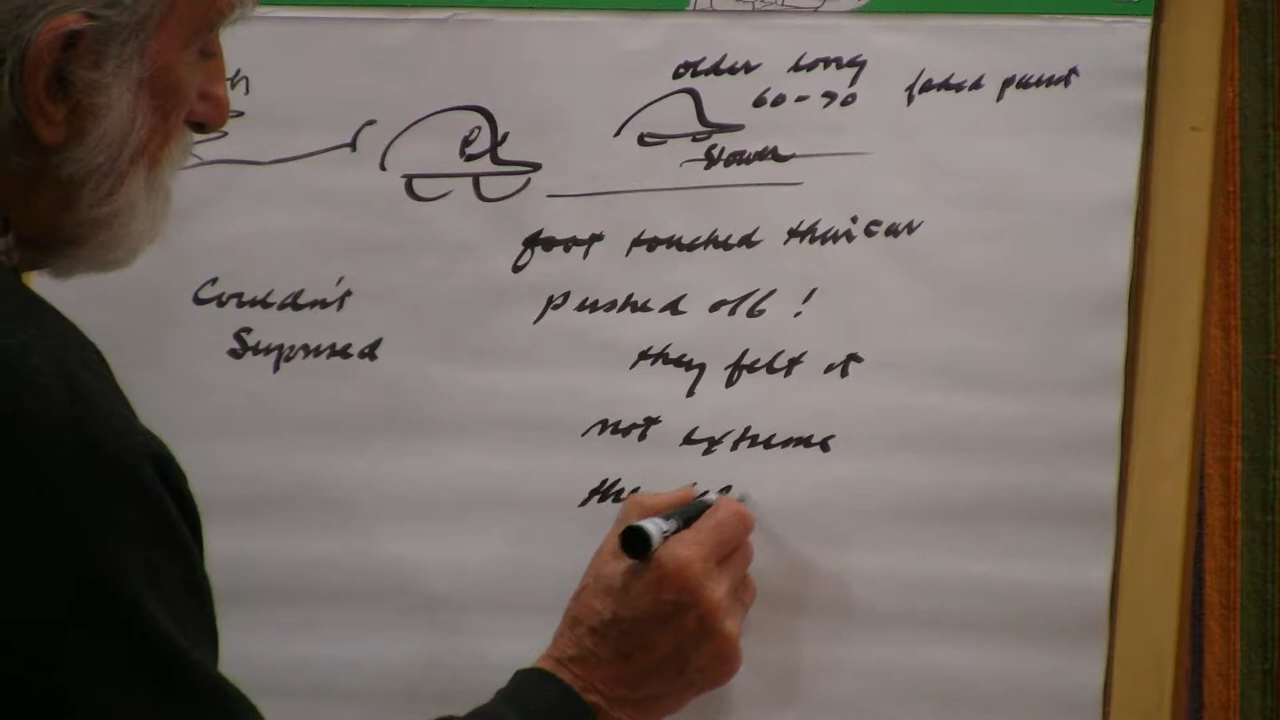 older long
60-70 faded paint
Slower
foot touched their car
Couldn't
pushed off!
Suprised
they felt it
not extreme